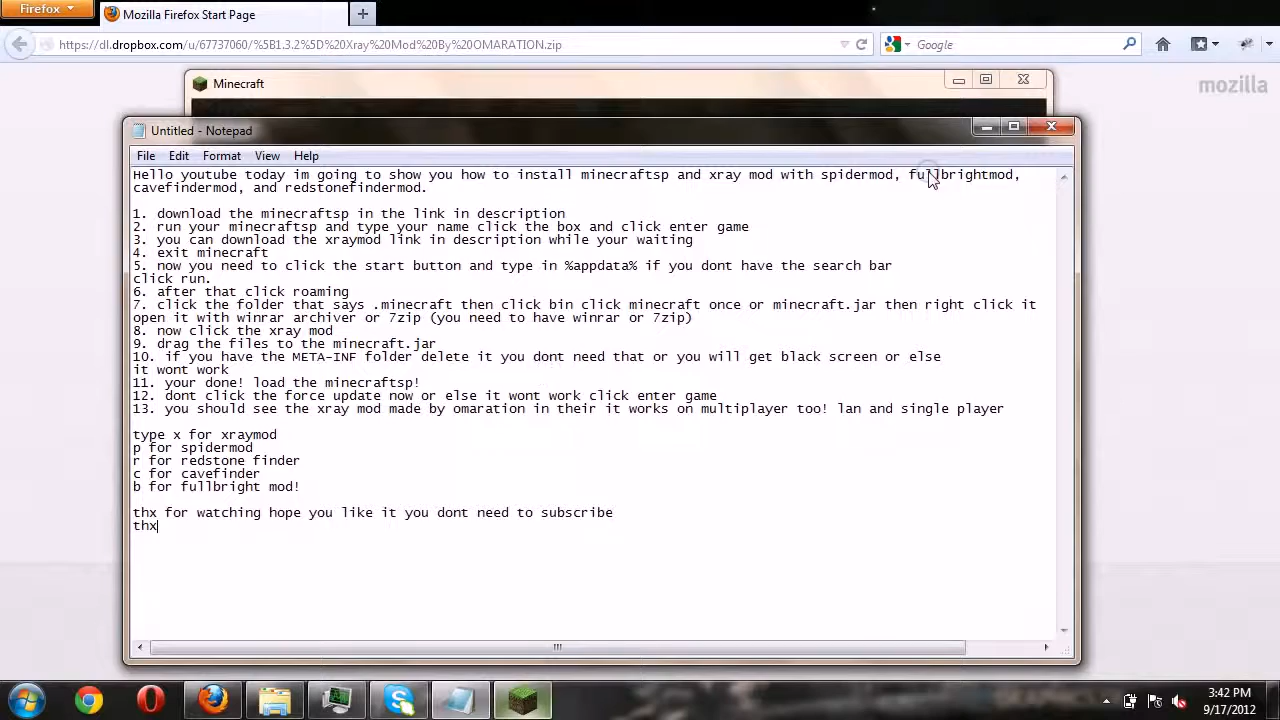 Firefox
Mozilla Firefox Start Page
https://dl.dropbox.com/u/67737060/%5B1.3.2%5D%20Xray%20Mod%20By%20OMARATION.zip
Google
mozilla
Minecraft
Untitled - Notepad
File Edit Format View Help
Hello youtube today im going to show you how to install minecraftsp and xray mod with spidermod, fullbrightmod,
cavefindermod, and redstonefindermod.
1. download the minecraftsp in the link in description
2. run your minecraftsp and type your name click the box and click enter game
3. you can download the xraymod link in description while your waiting
4. exit minecraft
5. now you need to click the start button and type in %appdata% if you dont have the search bar
click run.
6. after that click roaming
7. click the folder that says .minecraft then click bin click minecraft once or minecraft.jar then right click it
open it with winrar archiver or 7zip (you need to have winrar or 7zip)
8. now click the xray mod
9. drag the files to the minecraft.jar
10. if you have the META-INF folder delete it you dont need that or you will get black screen or else
it wont work
11. your done! load the minecraftsp!
12. dont click the force update now or else it wont work click enter game
13. you should see the xray mod made by omaration in their it works on multiplayer too! lan and single player
type x for xraymod
p for spidermod
r for redstone finder
c for cavefinder
b for fullbright mod!
thx for watching hope you like it you dont need to subscribe
thx
3:42 PM
9/17/2012